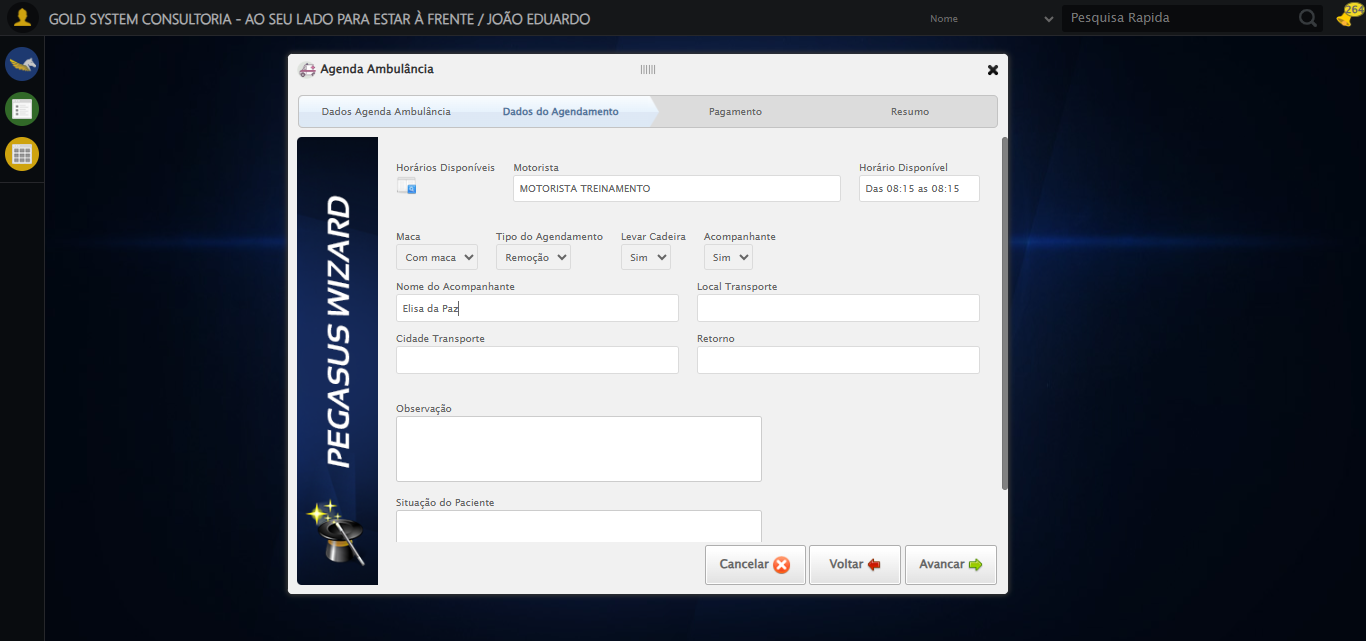 GOLD SYSTEM CONSULTORIA - AO SEU LADO PARA ESTAR À FRENTE / JOÃO EDUARDO
Nome
Pesquisa Rapida
264
Agenda Ambulância
Dados Agenda Ambulância
Dados do Agendamento
Pagamento
Resumo
PEGASUS WIZARD
Horários Disponíveis
Motorista
Horário Disponível
MOTORISTA TREINAMENTO
Das 08:15 as 08:15
Maca
Tipo do Agendamento
Levar Cadeira
Acompanhante
Com maca
Remoção
Sim
Sim
Nome do Acompanhante
Local Transporte
Elisa da Paz
Cidade Transporte
Retorno
Observação
Situação do Paciente
Cancelar
Voltar
Avancar